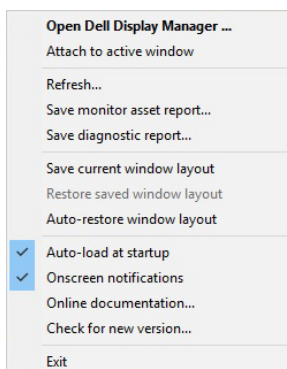 Open Dell Display Manager ...
Attach to active window
Refresh...
Save monitor asset report...
Save diagnostic report...
Save current window layout
Restore saved window layout
Auto-restore window layout
Auto-load at startup
Onscreen notifications
Online documentation...
Check for new version...
Exit